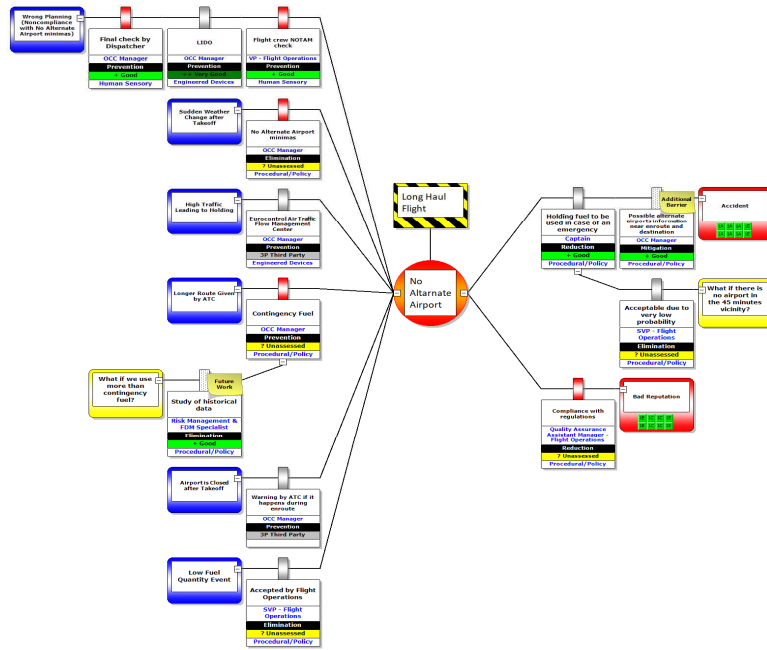 Wrong Planning
(Noncompliance
with No Alternate
Airport minimas)
Final check by
Dispatcher
OCC Manager
Prevention
+ Good
Human Sensory
LIDO
OCC Manager
Prevention
++ Very Good
Engineered Devices
Flight crew NOTAM
check
VP - Flight Operations
Prevention
+ Good
Human Sensory
Sudden Weather
Change after
Takeoff
No Alternate Airport
minimas
OCC Manager
Elimination
? Unassessed
Procedural/Policy
High Traffic
Leading to Holding
Eurocontrol Air Traffic
Flow Management
Center
OCC Manager
Prevention
3P Third Party
Engineered Devices
Longer Route Given
by ATC
Contingency Fuel
OCC Manager
Prevention
? Unassessed
Procedural/Policy
What if we use
more than
contingency
fuel?
Future
Work
Study of historical
data
Risk Management &
FDM Specialist
Elimination
+ Good
Procedural/Policy
Airport is Closed
after Takeoff
Warning by ATC if it
happens during
enroute
OCC Manager
Prevention
3P Third Party
Low Fuel
Quantity Event
Accepted by Flight
Operations
SVP - Flight
Operations
Elimination
? Unassessed
Procedural/Policy
Long Haul
Flight
No
Altarnate
Airport
Holding fuel to be
used in case of an
emergency
Captain
Reduction
+ Good
Procedural/Policy
Additional
Barrier
Possible alternate
airports information
near enroute and
destination
OCC Manager
Mitigation
+ Good
Procedural/Policy
Accident
Acceptable due to
very low
probability
SVP - Flight
Operations
Elimination
? Unassessed
Procedural/Policy
What if there is
no airport in
the 45 minutes
vicinity?
Compliance with
regulations
Quality Assurance
Assistant Manager -
Flight Operations
Reduction
? Unassessed
Procedural/Policy
Bad Reputation